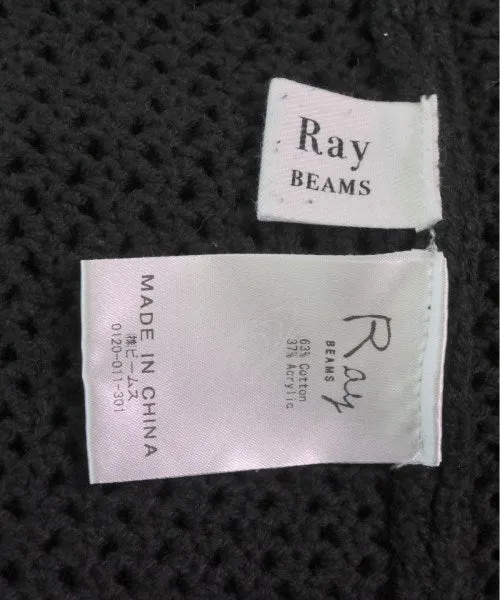 Ray
BEAMS
Ray
BEAMS
63% Cotton
37% Acrylic
MADE IN CHINA
㈱ビームス
0120-011-301